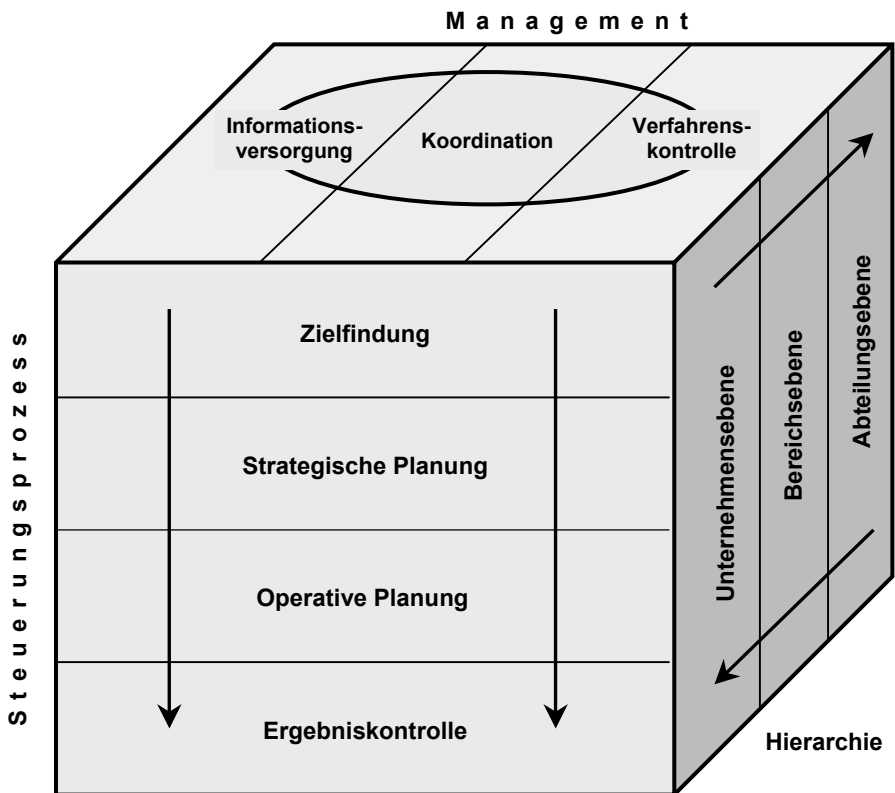 Management
Informations-
versorgung
Koordination
Verfahrens-
kontrolle
Steuerungsprozess
Zielfindung
Strategische Planung
Operative Planung
Ergebniskontrolle
Unternehmensebene
Bereichsebene
Abteilungsebene
Hierarchie